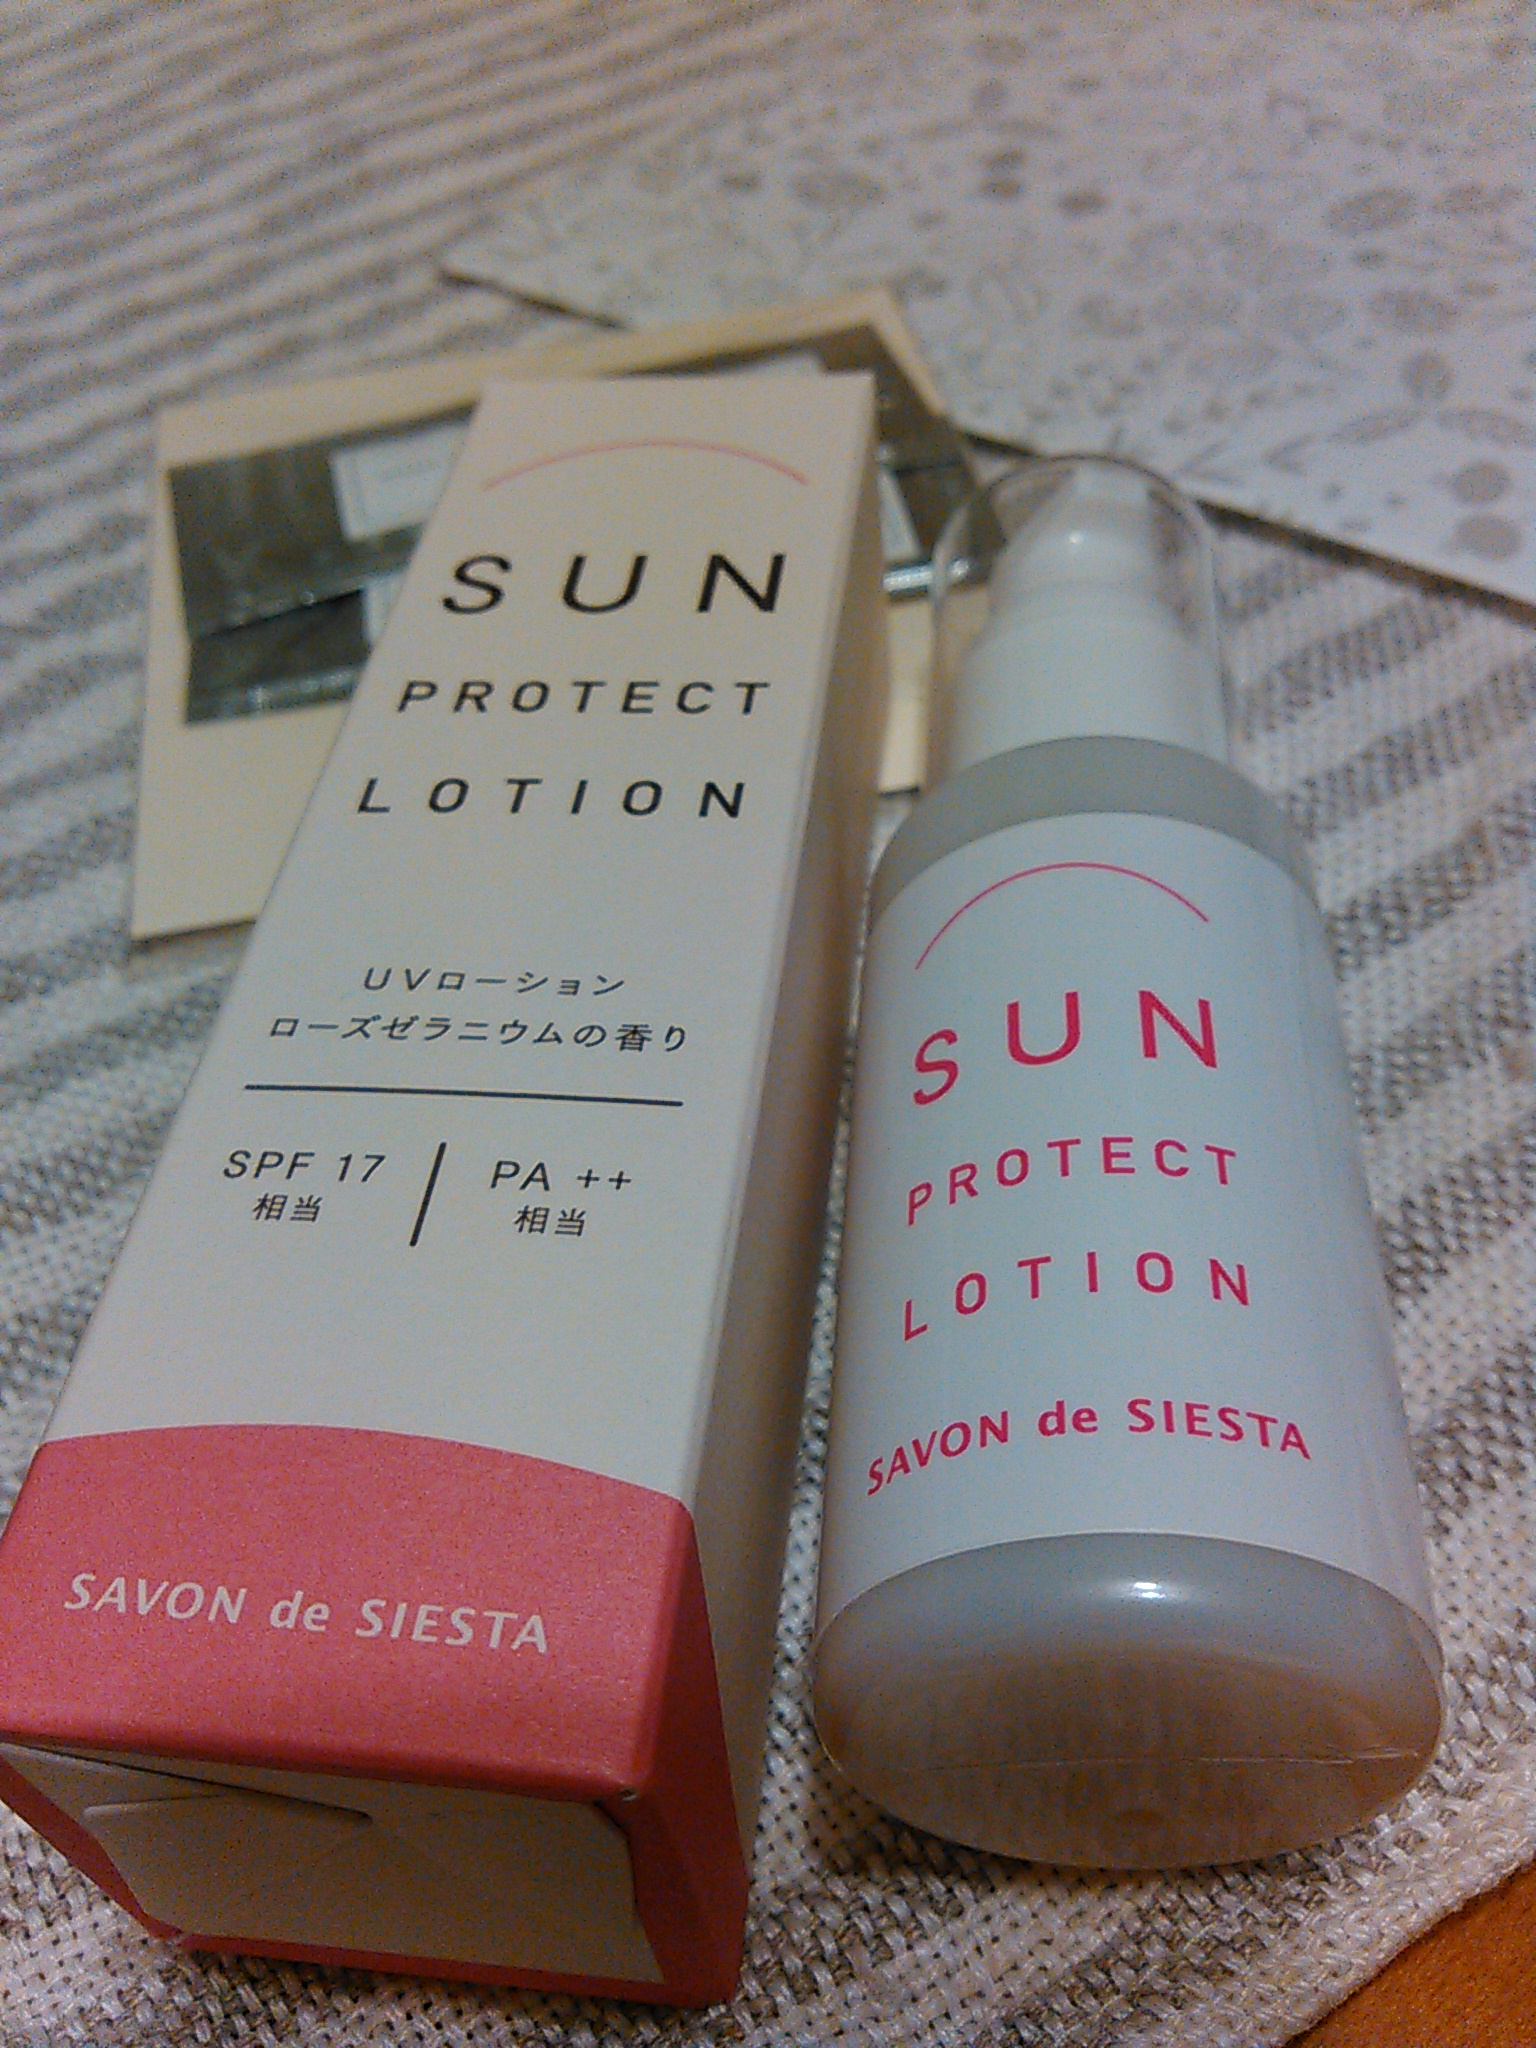 SUN
PROTECT
LOTION
UVローション
ローズゼラニウムの香り
SPF 17
相当
PA ++
相当
SAVON de SIESTA
SUN
PROTECT
LOTION
SAVON de SIESTA